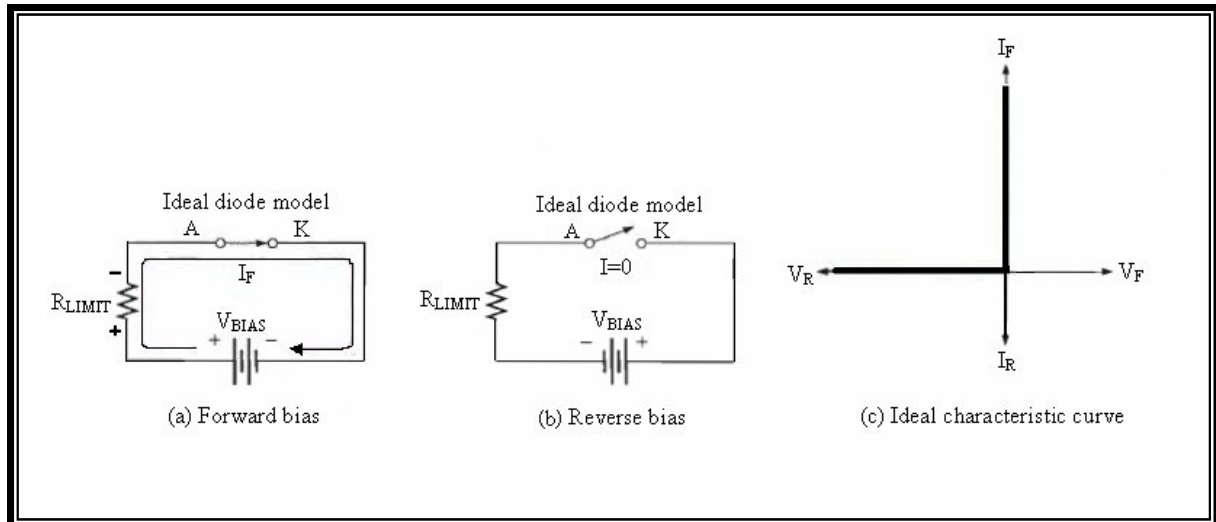 Ideal diode model
A K
I_F
-
R_LIMIT
+
V_BIAS
+ -
(a) Forward bias
Ideal diode model
A K
I=0
R_LIMIT
V_BIAS
- +
(b) Reverse bias
I_F
V_R V_F
I_R
(c) Ideal characteristic curve